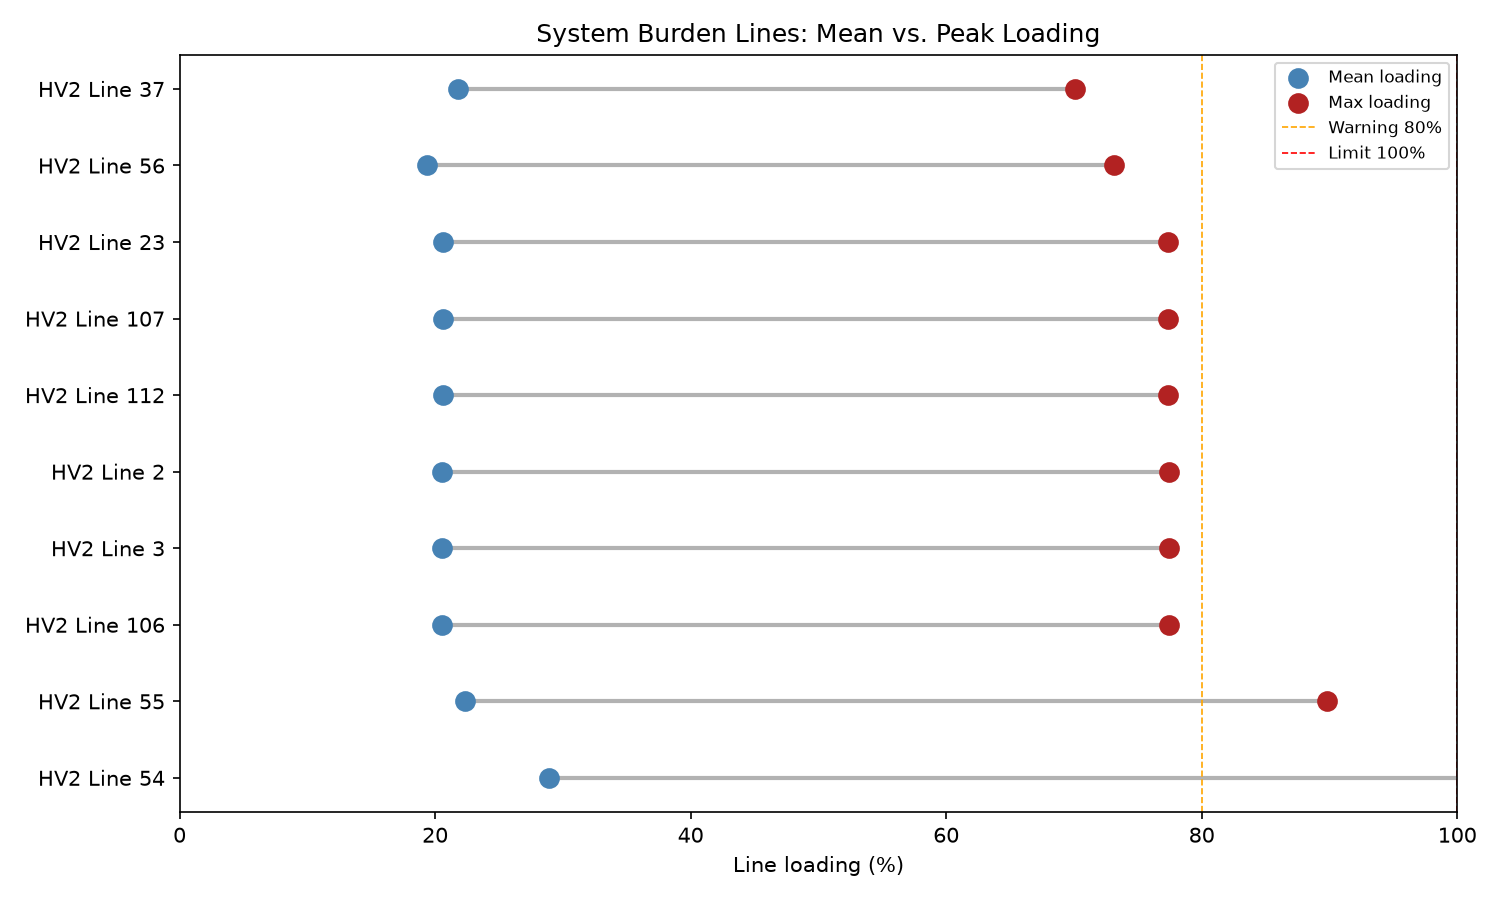 System Burden Lines: Mean vs. Peak Loading
Mean loading
Max loading
Warning 80%
Limit 100%
HV2 Line 37
HV2 Line 56
HV2 Line 23
HV2 Line 107
HV2 Line 112
HV2 Line 2
HV2 Line 3
HV2 Line 106
HV2 Line 55
HV2 Line 54
0 20 40 60 80 100
Line loading (%)